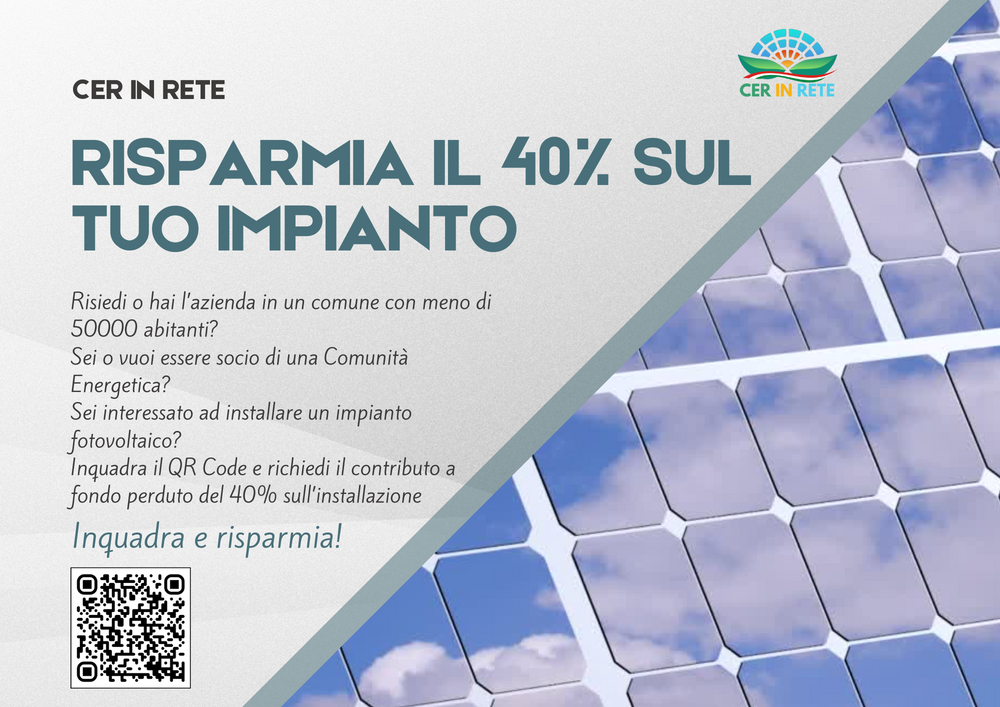 CER IN RETE
CER IN RETE
RISPARMIA IL 40% SUL
TUO IMPIANTO
Risiedi o hai l'azienda in un comune con meno di
50000 abitanti?
Sei o vuoi essere socio di una Comunità
Energetica?
Sei interessato ad installare un impianto
fotovoltaico?
Inquadra il QR Code e richiedi il contributo a
fondo perduto del 40% sull'installazione
Inquadra e risparmia!